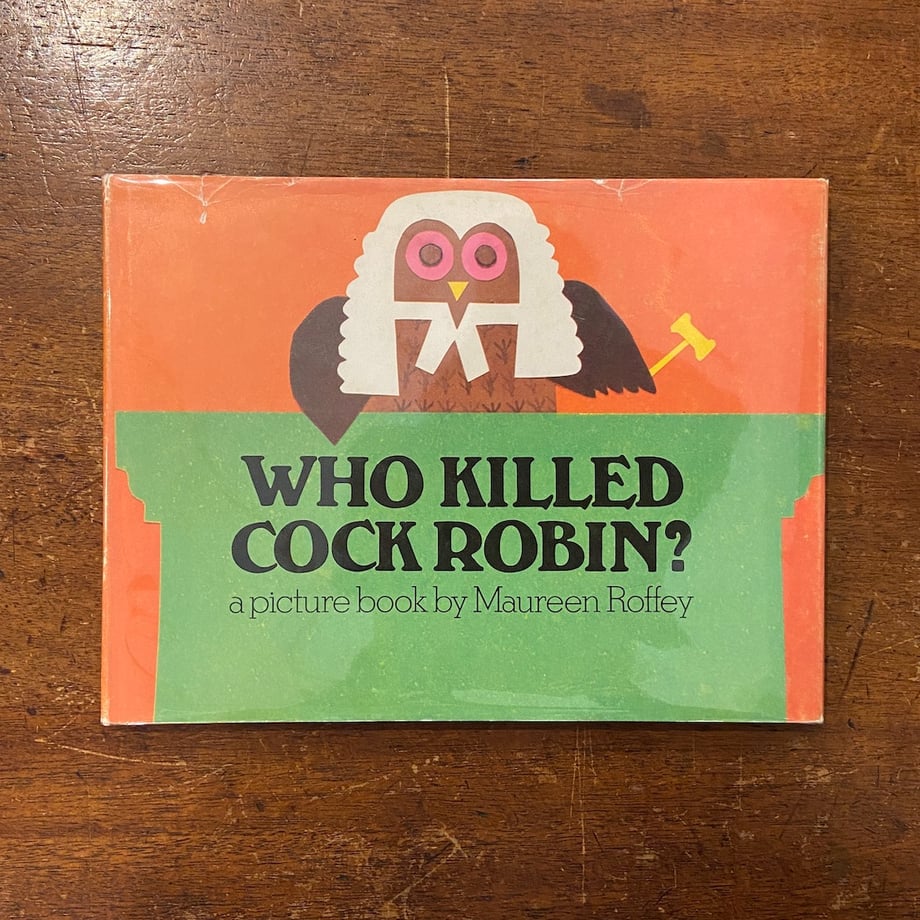 WHO KILLED
COCK ROBIN?
a picture book by Maureen Roffey